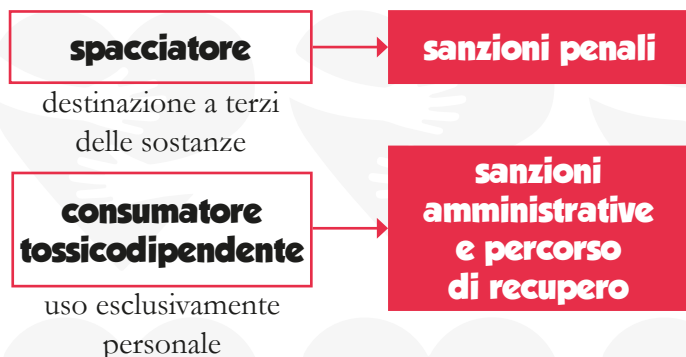 spacciatore
sanzioni penali
destinazione a terzi
delle sostanze
consumatore
tossicodipendente
sanzioni
amministrative
e percorso
di recupero
uso esclusivamente
personale